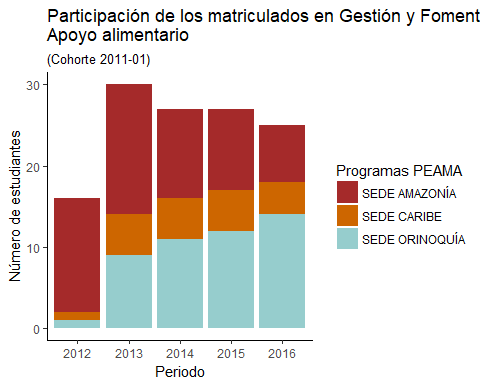 Participación de los matriculados en Gestión y Foment
Apoyo alimentario
(Cohorte 2011-01)
Número de estudiantes
30
20
10
0
2012 2013 2014 2015 2016
Periodo
Programas PEAMA
SEDE AMAZONÍA
SEDE CARIBE
SEDE ORINOQUÍA